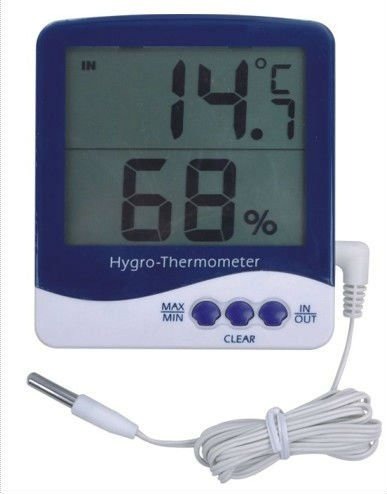 IN
14.7 °C
68 %
Hygro-Thermometer
MAX
MIN
IN
OUT
CLEAR